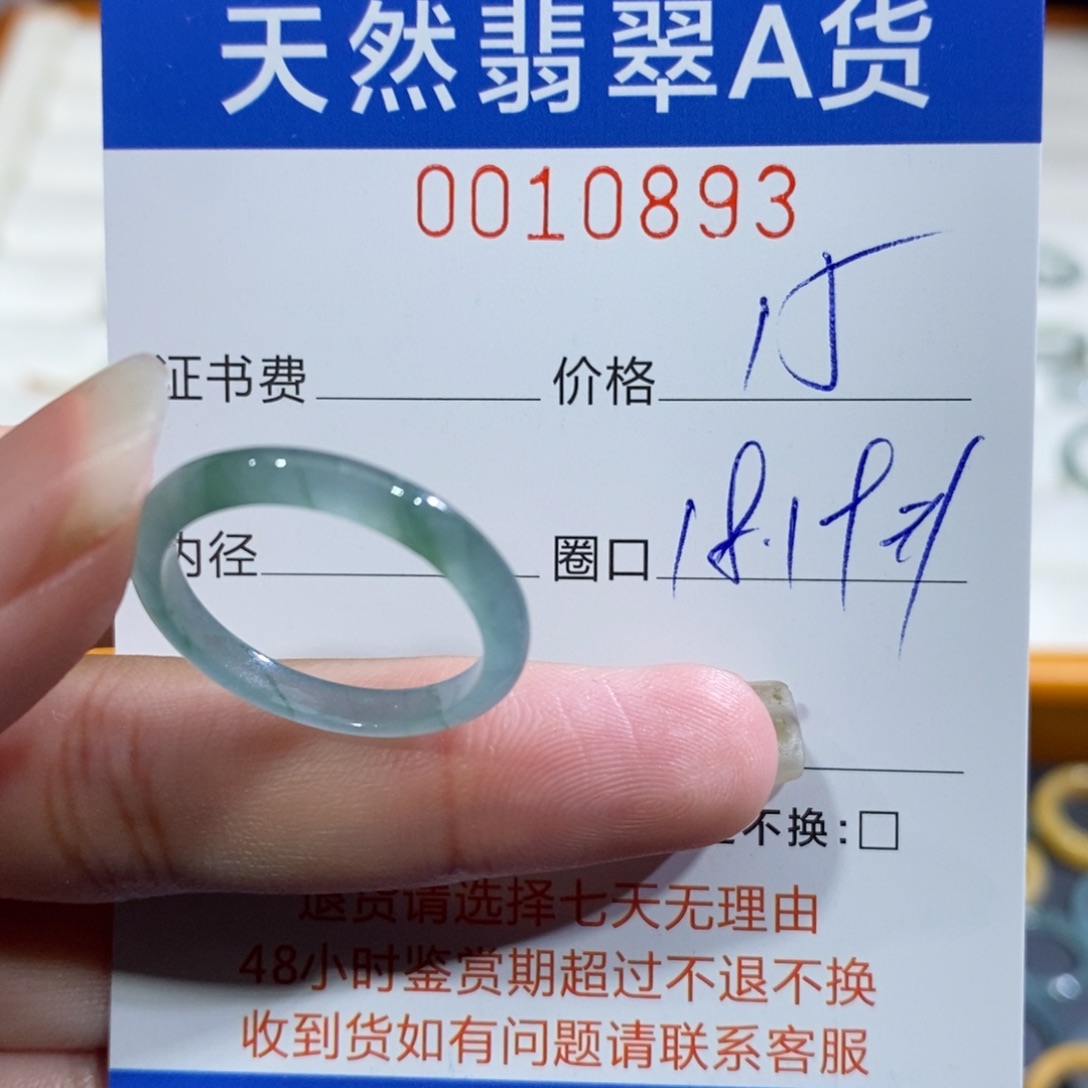 天然翡翠A货
0010893
证书费 价格
内径 圈口 18.1
不换:□
退货请选择七天无理由
48小时鉴赏期超过不退不换
收到货如有问题请联系客服